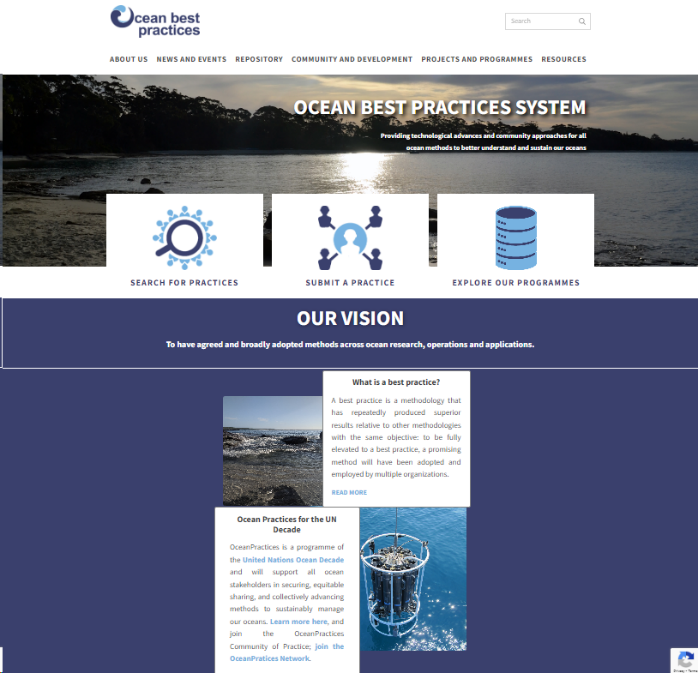 Ocean best
practices
Search
ABOUT US NEWS AND EVENTS REPOSITORY COMMUNITY AND DEVELOPMENT PROJECTS AND PROGRAMMES RESOURCES
OCEAN BEST PRACTICES SYSTEM
Providing technological advances and community approaches for all
ocean methods to better understand and sustain our oceans
SEARCH FOR PRACTICES
SUBMIT A PRACTICE
EXPLORE OUR PROGRAMMES
OUR VISION
To have agreed and broadly adopted methods across ocean research, operations and applications.
What is a best practice?
A best practice is a methodology that
has repeatedly produced superior
results relative to other methodologies
with the same objective: to be fully
elevated to a best practice, a promising
method will have been adopted and
employed by multiple organizations.
READ MORE
Ocean Practices for the UN
Decade
OceanPractices is a programme of
the United Nations Ocean Decade
and will support all ocean
stakeholders in securing, equitable
sharing, and collectively advancing
methods to sustainably manage
our oceans. Learn more here, and
join the OceanPractices
Community of Practice; Join the
OceanPratices Network.
Privacy - Terms